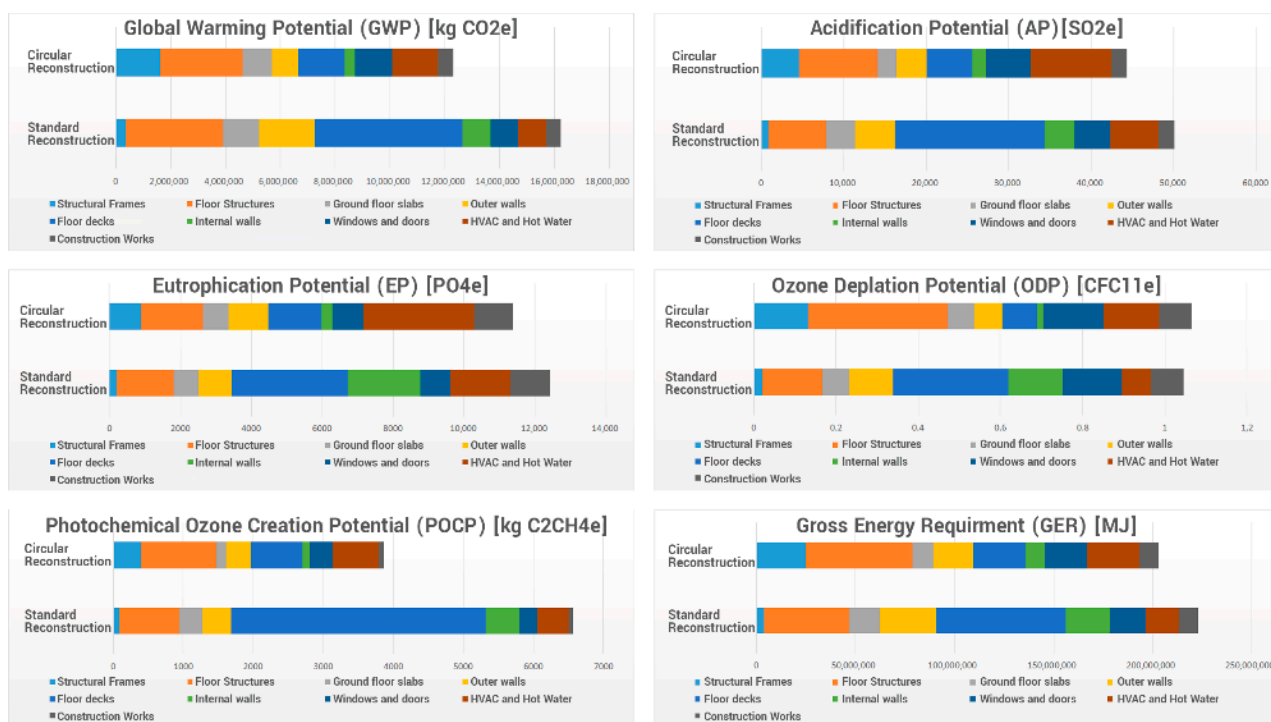 Global Warming Potential (GWP) [kg CO2e]
Circular
Reconstruction
Standard
Reconstruction
0 2,000,000 4,000,000 6,000,000 8,000,000 10,000,000 12,000,000 14,000,000 16,000,000 18,000,000
Structural Frames Floor Structures Ground floor slabs Outer walls
Floor decks Internal walls Windows and doors HVAC and Hot Water
Construction Works
Acidification Potential (AP)[SO2e]
Circular
Reconstruction
Standard
Reconstruction
0 10,000 20,000 30,000 40,000 50,000 60,000
Structural Frames Floor Structures Ground floor slabs Outer walls
Floor decks Internal walls Windows and doors HVAC and Hot Water
Construction Works
Eutrophication Potential (EP) [PO4e]
Circular
Reconstruction
Standard
Reconstruction
0 2000 4000 6000 8000 10,000 12,000 14,000
Structural Frames Floor Structures Ground floor slabs Outer walls
Floor decks Internal walls Windows and doors HVAC and Hot Water
Construction Works
Ozone Deplation Potential (ODP) [CFC11e]
Circular
Reconstruction
Standard
Reconstruction
0 0.2 0.4 0.6 0.8 1 1,2
Structural Frames Floor Structures Ground floor slabs Outer walls
Floor decks Internal walls Windows and doors HVAC and Hot Water
Construction Works
Photochemical Ozone Creation Potential (POCP) [kg C2CH4e]
Circular
Reconstruction
Standard
Reconstruction
0 1000 2000 3000 4000 5000 6000 7000
Structural Frames Floor Structures Ground floor slabs Outer walls
Floor decks Internal walls Windows and doors HVAC and Hot Water
Construction Works
Gross Energy Requirment (GER) [MJ]
Circular
Reconstruction
Standard
Reconstruction
0 50,000,000 100,000,000 150,000,000 200,000,000 250,000,000
Structural Frames Floor Structures Ground floor slabs Outer walls
Floor decks Internal walls Windows and doors HVAC and Hot Water
Construction Works